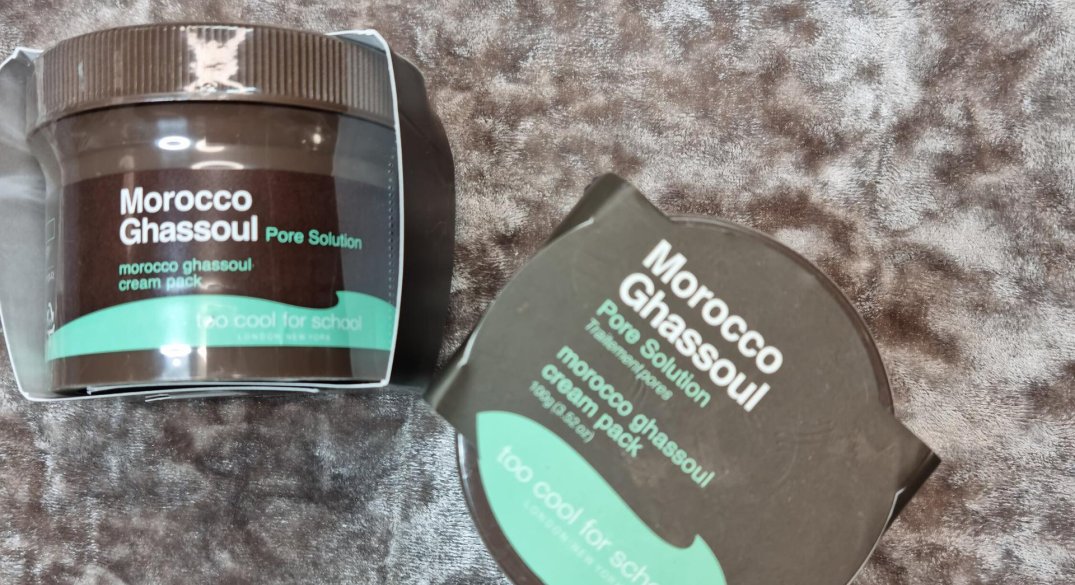 Morocco
Ghassoul Pore Solution
morocco ghassoul
cream pack
too cool for school
LONDON NEW YORK
Morocco
Ghassoul
Pore Solution
Traitement pores
morocco ghassoul
cream pack
100g (3.52 oz)
too cool for scho
LONDON NEW YORK